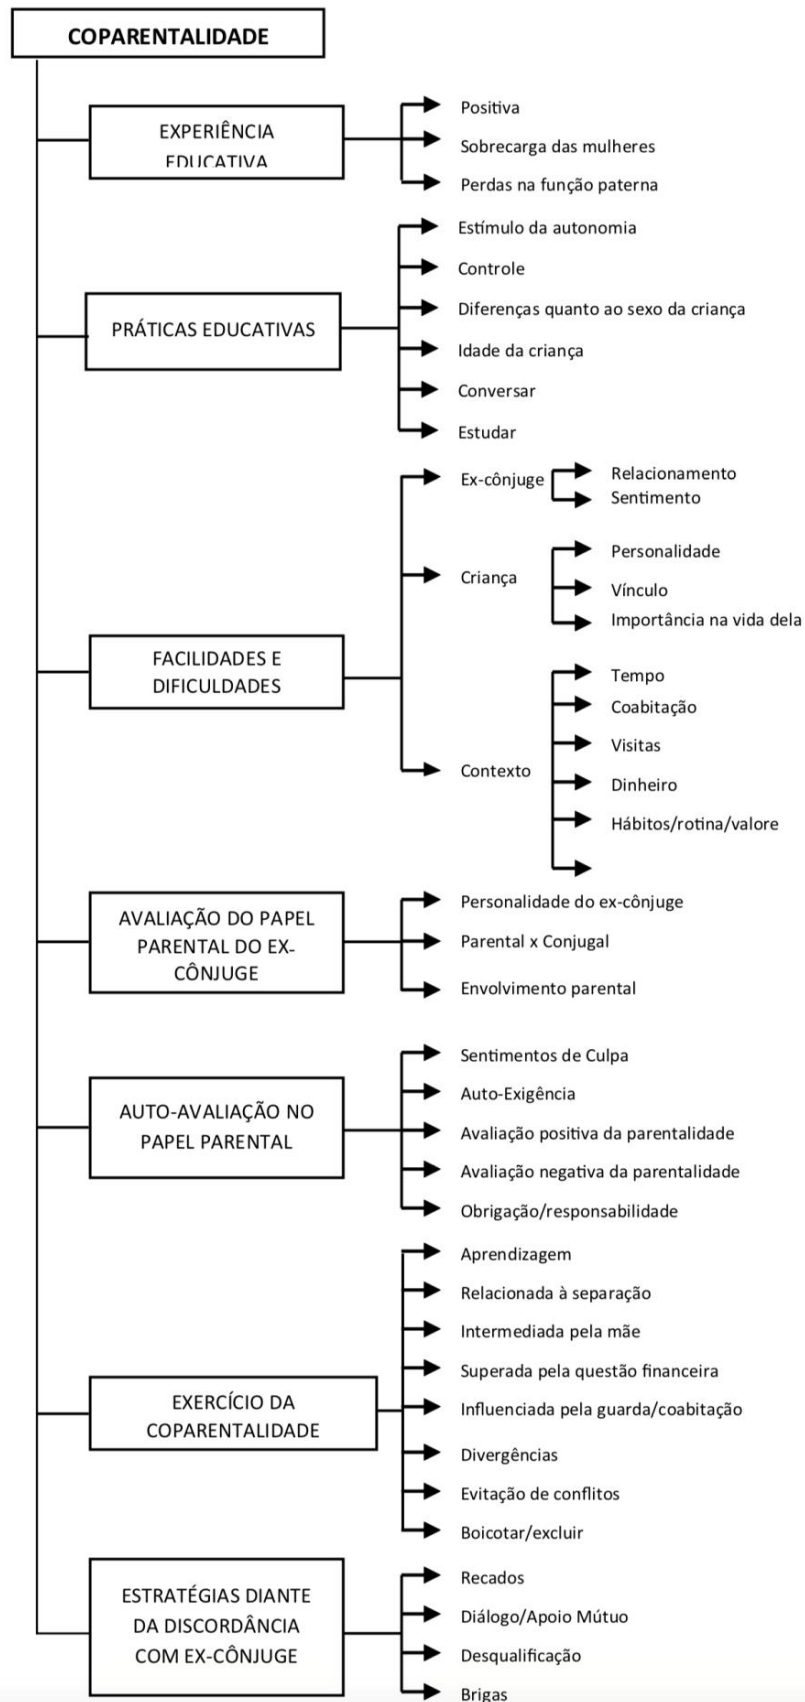 COPARENTALIDADE
EXPERIÊNCIA
EDUCATIVA
Positiva
Sobrecarga das mulheres
Perdas na função paterna
PRÁTICAS EDUCATIVAS
Estímulo da autonomia
Controle
Diferenças quanto ao sexo da criança
Idade da criança
Conversar
Estudar
FACILIDADES E
DIFICULDADES
Ex-cônjuge
Relacionamento
Sentimento
Criança
Personalidade
Vínculo
Importância na vida dela
Contexto
Tempo
Coabitação
Visitas
Dinheiro
Hábitos/rotina/valore
AVALIAÇÃO DO PAPEL
PARENTAL DO EX-
CÔNJUGE
Personalidade do ex-cônjuge
Parental x Conjugal
Envolvimento parental
AUTO-AVALIAÇÃO NO
PAPEL PARENTAL
Sentimentos de Culpa
Auto-Exigência
Avaliação positiva da parentalidade
Avaliação negativa da parentalidade
Obrigação/responsabilidade
EXERCÍCIO DA
COPARENTALIDADE
Aprendizagem
Relacionada à separação
Intermediada pela mãe
Superada pela questão financeira
Influenciada pela guarda/coabitação
Divergências
Evitação de conflitos
Boicotar/excluir
ESTRATÉGIAS DIANTE
DA DISCORDÂNCIA
COM EX-CÔNJUGE
Recados
Diálogo/Apoio Mútuo
Desqualificação
Brigas